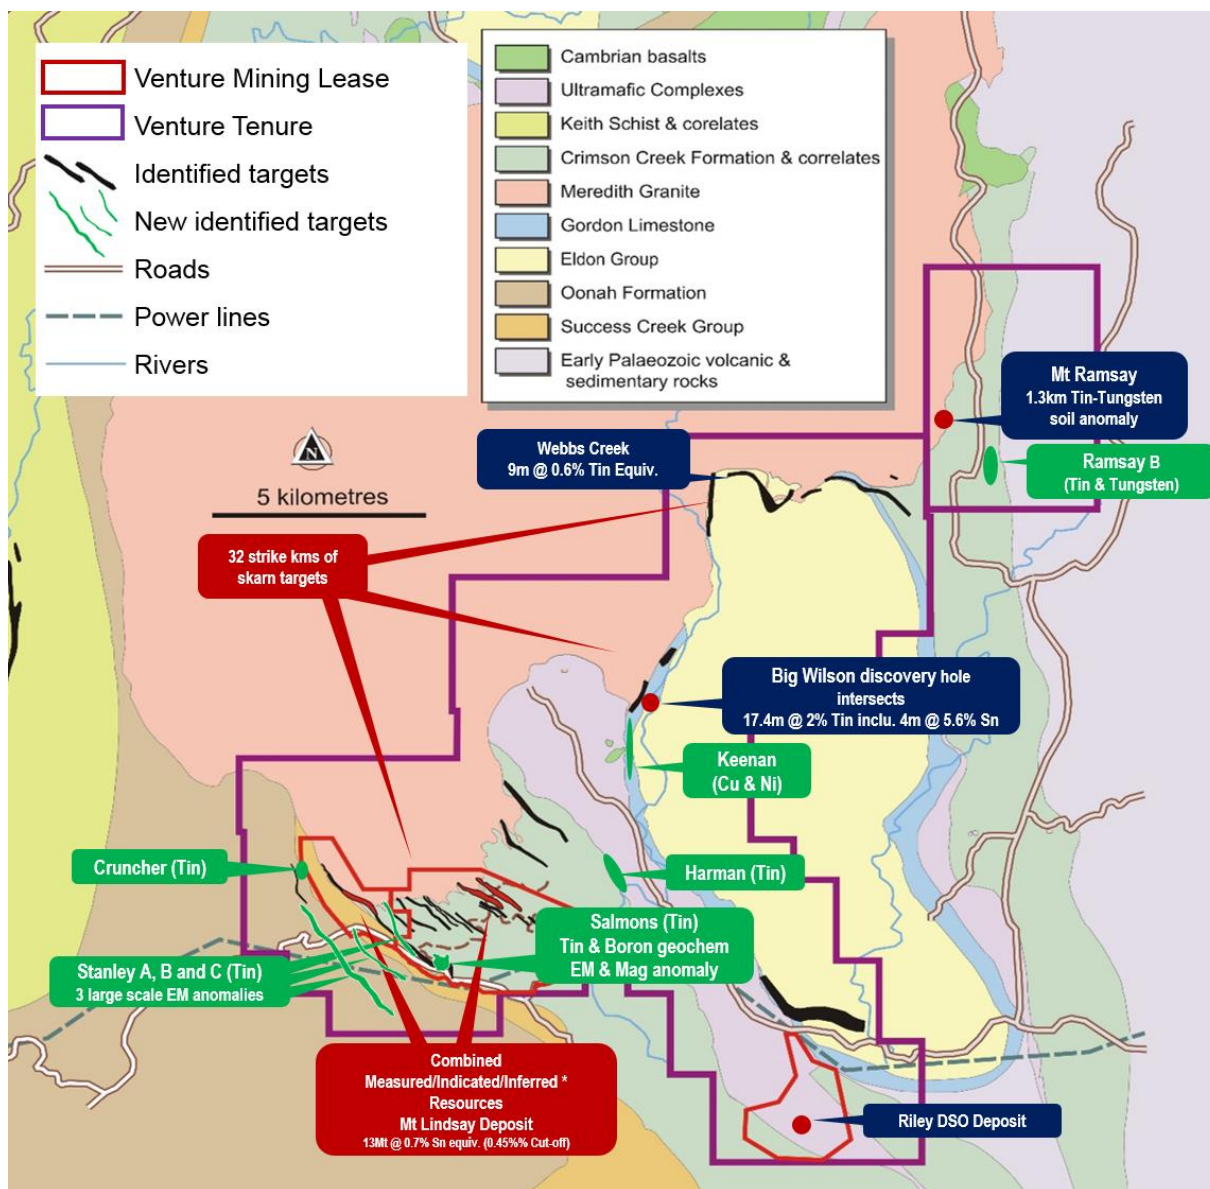 Venture Mining Lease
Venture Tenure
Identified targets
New identified targets
Roads
Power lines
Rivers
Cambrian basalts
Ultramafic Complexes
Keith Schist & corelates
Crimson Creek Formation & correlates
Meredith Granite
Gordon Limestone
Eldon Group
Oonah Formation
Success Creek Group
Early Palaeozoic volcanic &
sedimentary rocks
N
5 kilometres
Mt Ramsay
1.3km Tin-Tungsten
soil anomaly
Webbs Creek
9m @ 0.6% Tin Equiv.
Ramsay B
(Tin & Tungsten)
32 strike kms of
skarn targets
Big Wilson discovery hole
intersects
17.4m @ 2% Tin inclu. 4m @ 5.6% Sn
Keenan
(Cu & Ni)
Cruncher (Tin)
Harman (Tin)
Salmons (Tin)
Tin & Boron geochem
EM & Mag anomaly
Stanley A, B and C (Tin)
3 large scale EM anomalies
Combined
Measured/Indicated/Inferred *
Resources
Mt Lindsay Deposit
13Mt @ 0.7% Sn equiv. (0.45%% Cut-off)
Riley DSO Deposit